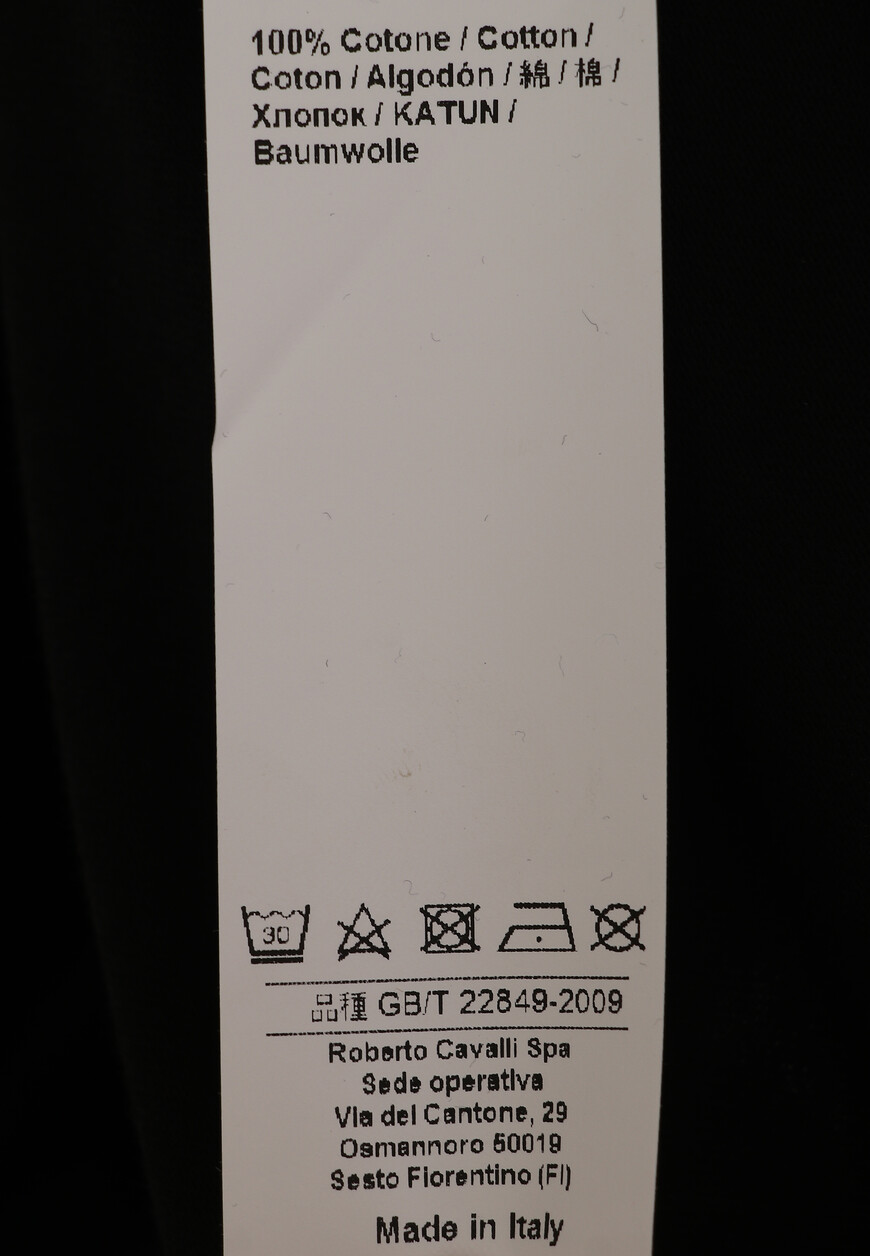 100% Cotone / Cotton /
Coton / Algodón / 綿 / 棉 /
Хлопок / KATUN /
Baumwolle
30
品種 GB/T 22849-2009
Roberto Cavalli Spa
Sede operativa
Via del Cantone, 29
Osmannoro 50019
Sesto Fiorentino (FI)
Made in Italy